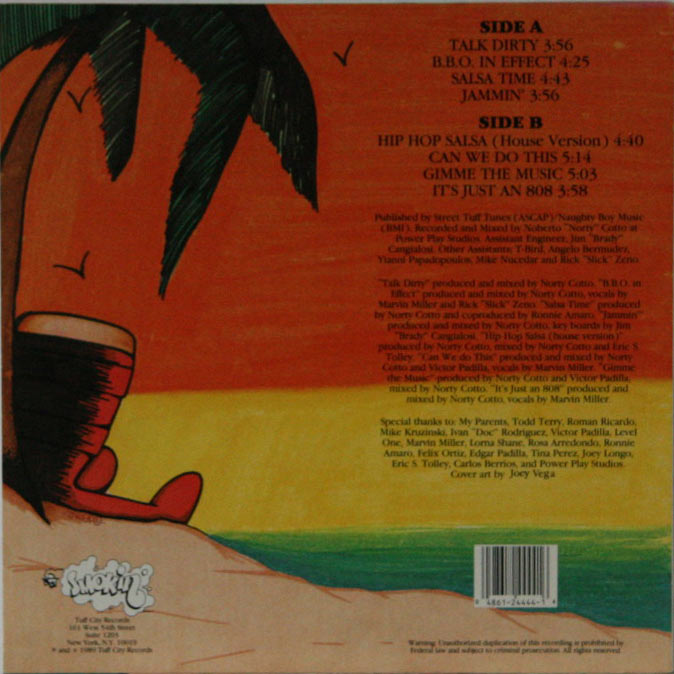 SIDE A
TALK DIRTY 3:56
B.B.O. IN EFFECT 4:25
SALSA TIME 4:43
JAMMIN' 3:56
SIDE B
HIP HOP SALSA (House Version) 4:40
CAN WE DO THIS 5:14
GIMME THE MUSIC 5:03
IT'S JUST AN 808 3:58
Published by Street Tuff Tunes (ASCAP)/Naughty Boy Music
(BMI). Recorded and Mixed by Noberto "Norty" Cotto at
Power Play Studios. Assistant Engineer, Jim "Brady"
Cangialosi. Other Assistants: T-Bird, Angelo Bermudez,
Yianni Papadopoulos, Mike Nucedar and Rick "Slick" Zeno.
"Talk Dirty" produced and mixed by Norty Cotto. "B.B.O. in
Effect" produced and mixed by Norty Cotto, vocals by
Marvin Miller and Rick "Slick" Zeno. "Salsa Time" produced
by Norty Cotto and coproduced by Ronnie Amaro. "Jammin'"
produced and mixed by Norty Cotto, key boards by Jim
"Brady" Cangialosi. "Hip Hop Salsa (house version)"
produced by Norty Cotto, mixed by Norty Cotto and Eric S.
Tolley. "Can We do This" produced and mixed by Norty
Cotto and Victor Padilla, vocals by Marvin Miller. "Gimme
the Music" produced by Norty Cotto and Victor Padilla,
mixed by Norty Cotto. "It's Just an 808" produced and
mixed by Norty Cotto, vocals by Marvin Miller.
Special thanks to: My Parents, Todd Terry, Roman Ricardo,
Mike Kruzinski, Ivan "Doc" Rodriguez, Victor Padilla, Level
One, Marvin Miller, Lorna Shane, Rosa Arredondo, Ronnie
Amaro, Felix Ortiz, Edgar Padilla, Tina Perez, Joey Longo,
Eric S. Tolley, Carlos Berrios, and Power Play Studios.
Cover art by Joey Vega
Smokin'
Tuff City Records
161 West 54th Street
Suite 1203
New York, N.Y. 10019
℗ and © 1989 Tuff City Records
4861-24444-1
Warning: Unauthorized duplication of this recording is prohibited by
Federal law and subject to criminal prosecution. All rights reserved